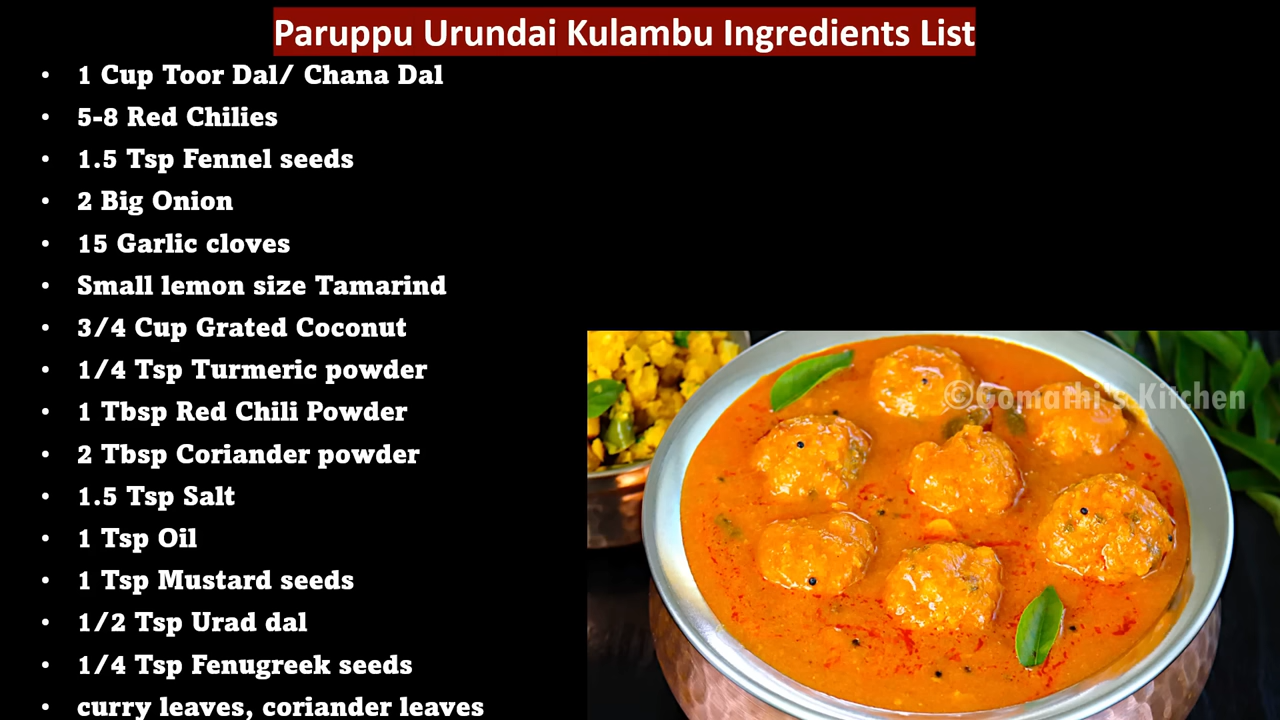 Paruppu Urundai Kulambu Ingredients List
• 1 Cup Toor Dal/ Chana Dal
• 5-8 Red Chilies
• 1.5 Tsp Fennel seeds
• 2 Big Onion
• 15 Garlic cloves
• Small lemon size Tamarind
• 3/4 Cup Grated Coconut
• 1/4 Tsp Turmeric powder
• 1 Tbsp Red Chili Powder
• 2 Tbsp Coriander powder
• 1.5 Tsp Salt
• 1 Tsp Oil
• 1 Tsp Mustard seeds
• 1/2 Tsp Urad dal
• 1/4 Tsp Fenugreek seeds
• curry leaves, coriander leaves
©Gomathi's Kitchen